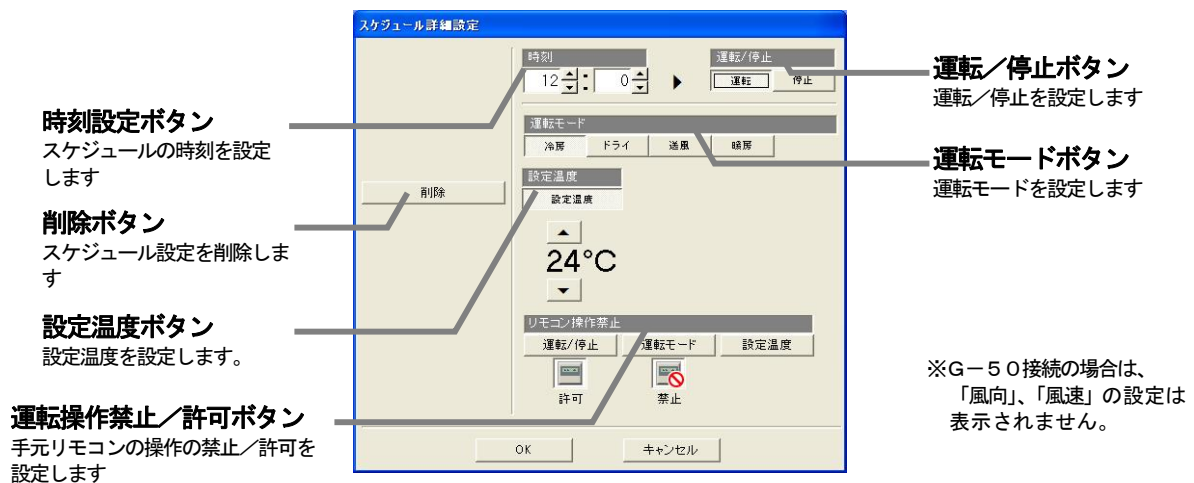 スケジュール詳細設定
時刻
12 : 0
運転/停止
運転 停止
運転モード
冷房 ドライ 送風 暖房
設定温度
設定温度
24°C
削除
リモコン操作禁止
運転/停止 運転モード 設定温度
許可 禁止
OK キャンセル
時刻設定ボタン
スケジュールの時刻を設定
します
削除ボタン
スケジュール設定を削除しま
す
設定温度ボタン
設定温度を設定します。
運転操作禁止／許可ボタン
手元リモコンの操作の禁止／許可を
設定します
運転／停止ボタン
運転／停止を設定します
運転モードボタン
運転モードを設定します
※G－５０接続の場合は、
「風向」、「風速」の設定は
表示されません。